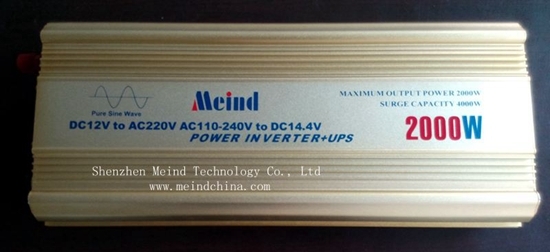 Meind
Pure Sine Wave
MAXIMUM OUTPUT POWER 2000W
SURGE CAPACITY 4000W
DC12V to AC220V AC110-240V to DC14.4V
POWER INVERTER+UPS
2000W
Shenzhen Meind Technology Co., Ltd
www.meindchina.com